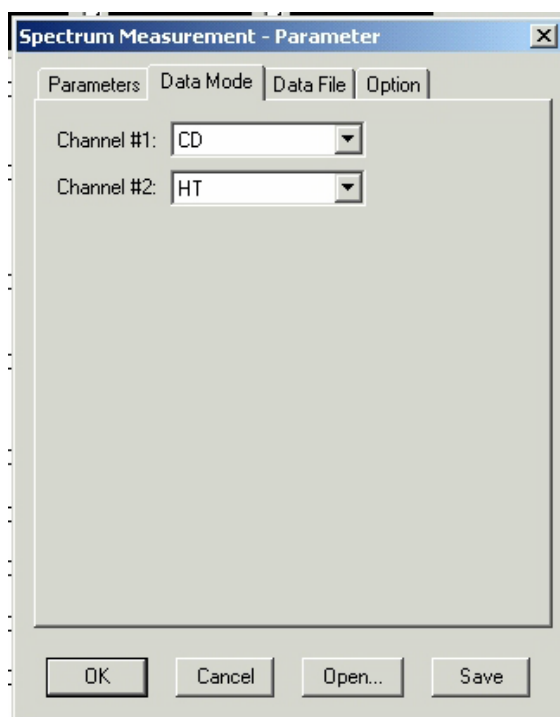 Spectrum Measurement - Parameter
Parameters Data Mode Data File Option
Channel #1: CD
Channel #2: HT
OK Cancel Open... Save